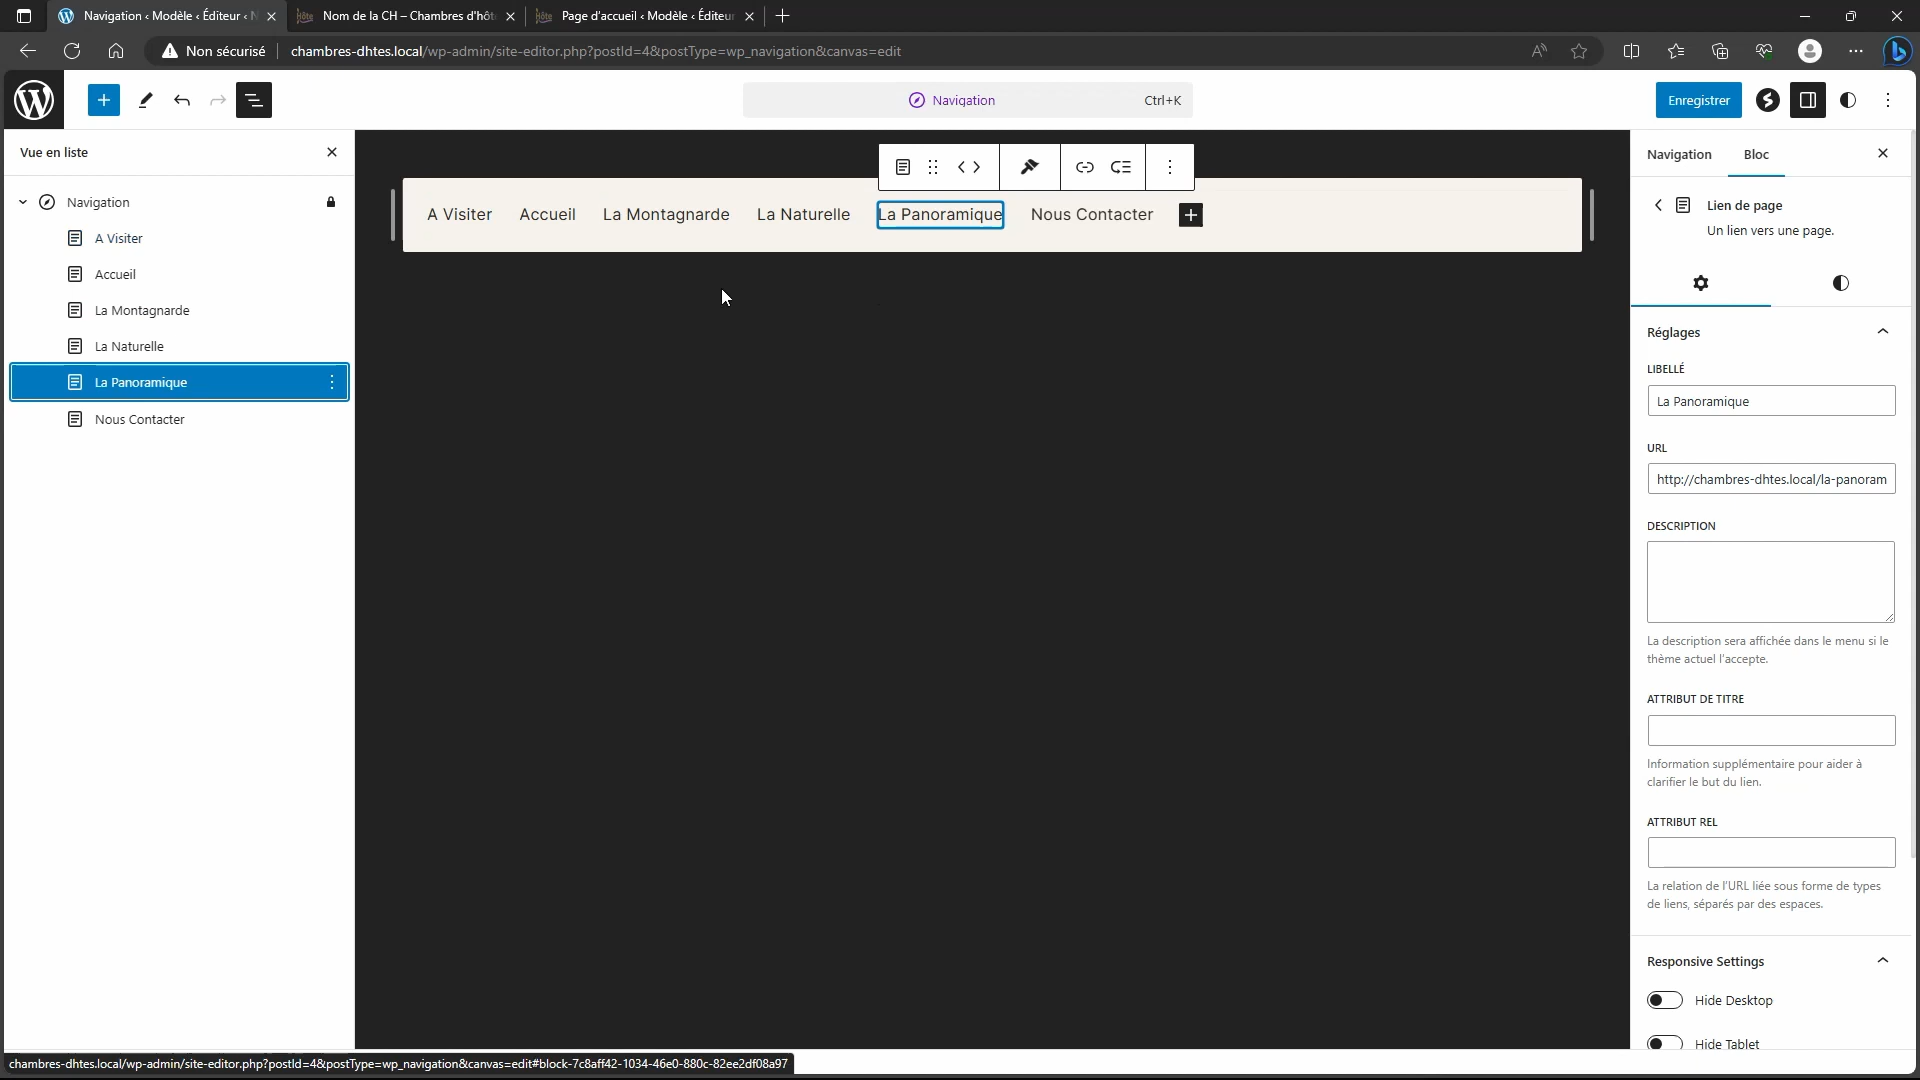 Navigation ‹ Modèle ‹ Éditeur ‹ N
Nom de la CH – Chambres d'hôt
Page d'accueil ‹ Modèle ‹ Éditeur
Non sécurisé
chambres-dhtes.local/wp-admin/site-editor.php?postId=4&postType=wp_navigation&canvas=edit
Navigation
Ctrl+K
Enregistrer
Vue en liste
Navigation
A Visiter
Accueil
La Montagnarde
La Naturelle
La Panoramique
Nous Contacter
A Visiter
Accueil
La Montagnarde
La Naturelle
La Panoramique
Nous Contacter
Navigation
Bloc
Lien de page
Un lien vers une page.
Réglages
LIBELLÉ
La Panoramique
URL
http://chambres-dhtes.local/la-panoram
DESCRIPTION
La description sera affichée dans le menu si le
thème actuel l'accepte.
ATTRIBUT DE TITRE
Information supplémentaire pour aider à
clarifier le but du lien.
ATTRIBUT REL
La relation de l'URL liée sous forme de types
de liens, séparés par des espaces.
Responsive Settings
Hide Desktop
Hide Tablet
chambres-dhtes.local/wp-admin/site-editor.php?postId=4&postType=wp_navigation&canvas=edit#block-7c8aff42-1034-46e0-880c-82ee2df08a97